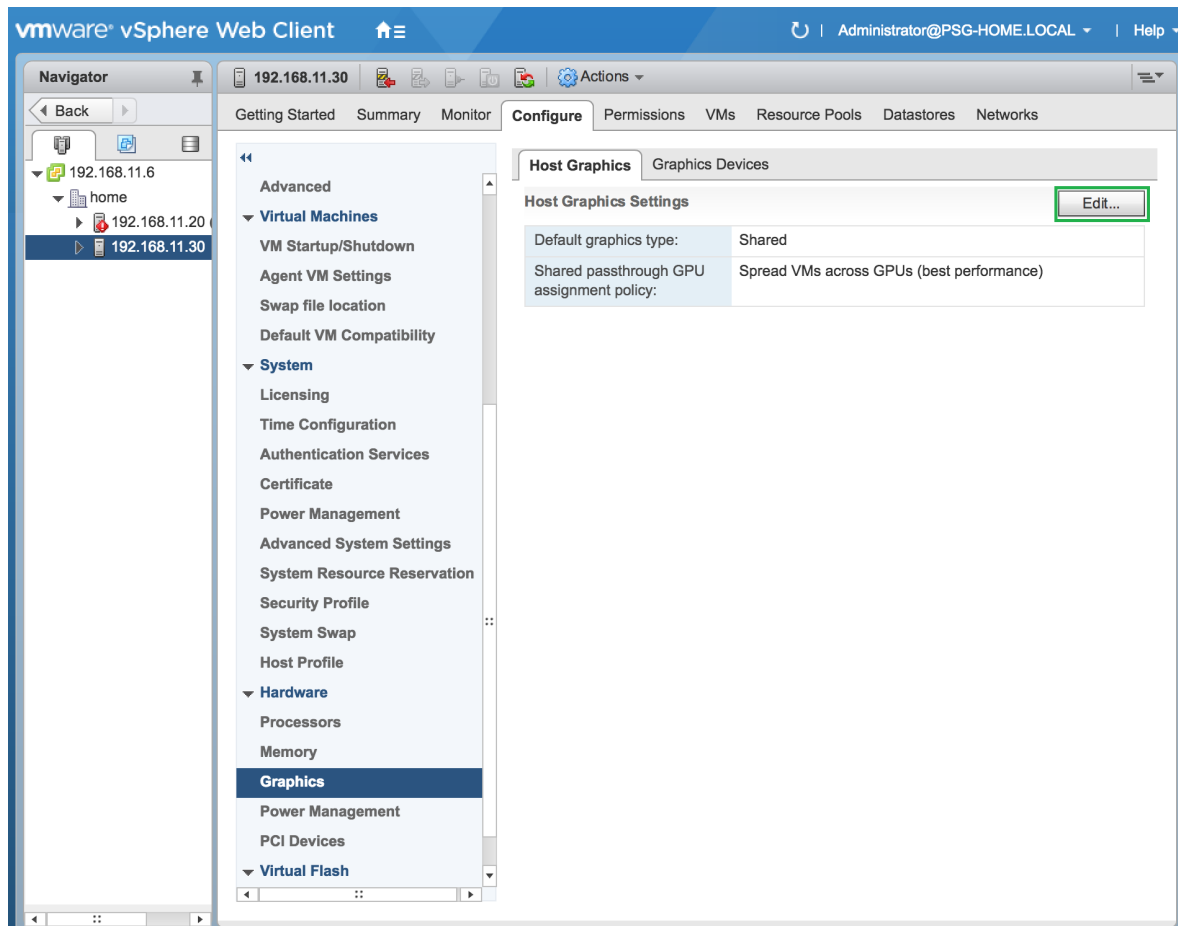 vmware® vSphere Web Client
Administrator@PSG-HOME.LOCAL
Help
Navigator
Back
192.168.11.6
home
192.168.11.20 (
192.168.11.30
192.168.11.30
Actions
Getting Started Summary Monitor Configure Permissions VMs Resource Pools Datastores Networks
Advanced
Virtual Machines
VM Startup/Shutdown
Agent VM Settings
Swap file location
Default VM Compatibility
System
Licensing
Time Configuration
Authentication Services
Certificate
Power Management
Advanced System Settings
System Resource Reservation
Security Profile
System Swap
Host Profile
Hardware
Processors
Memory
Graphics
Power Management
PCI Devices
Virtual Flash
Host Graphics Graphics Devices
Host Graphics Settings
Edit...
Default graphics type: Shared
Shared passthrough GPU Spread VMs across GPUs (best performance)
assignment policy: